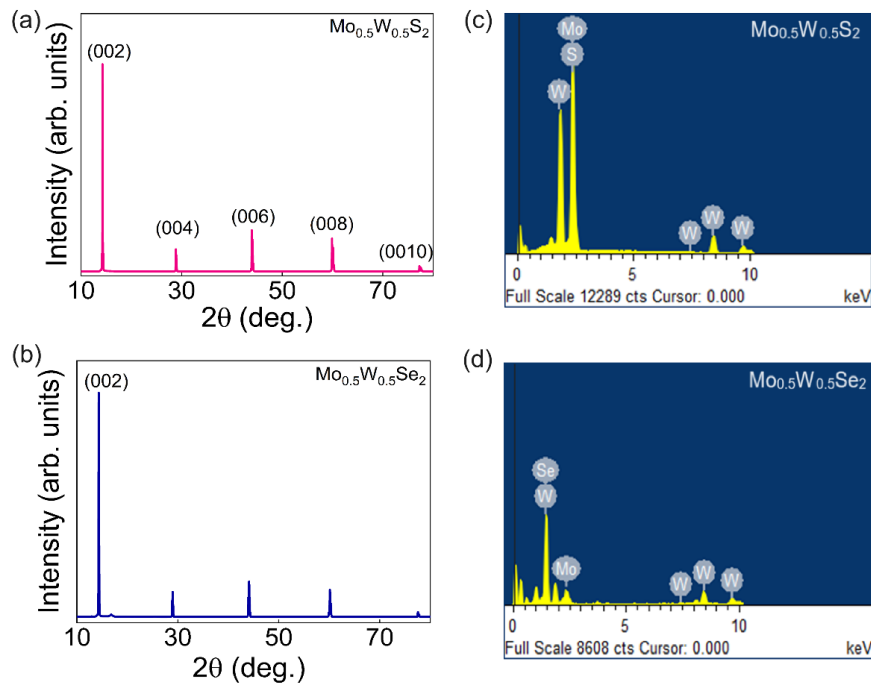 (a)
Mo0.5W0.5S2
(002)
(004)
(006)
(008)
(0010)
Intensity (arb. units)
10 30 50 70
2θ (deg.)
(b)
Mo0.5W0.5Se2
(002)
Intensity (arb. units)
10 30 50 70
2θ (deg.)
(c)
Mo0.5W0.5S2
Mo
S
W
W
W
W
0 5 10
Full Scale 12289 cts Cursor: 0.000 keV
(d)
Mo0.5W0.5Se2
Se
W
Mo
W
W
W
0 5 10
Full Scale 8608 cts Cursor: 0.000 keV